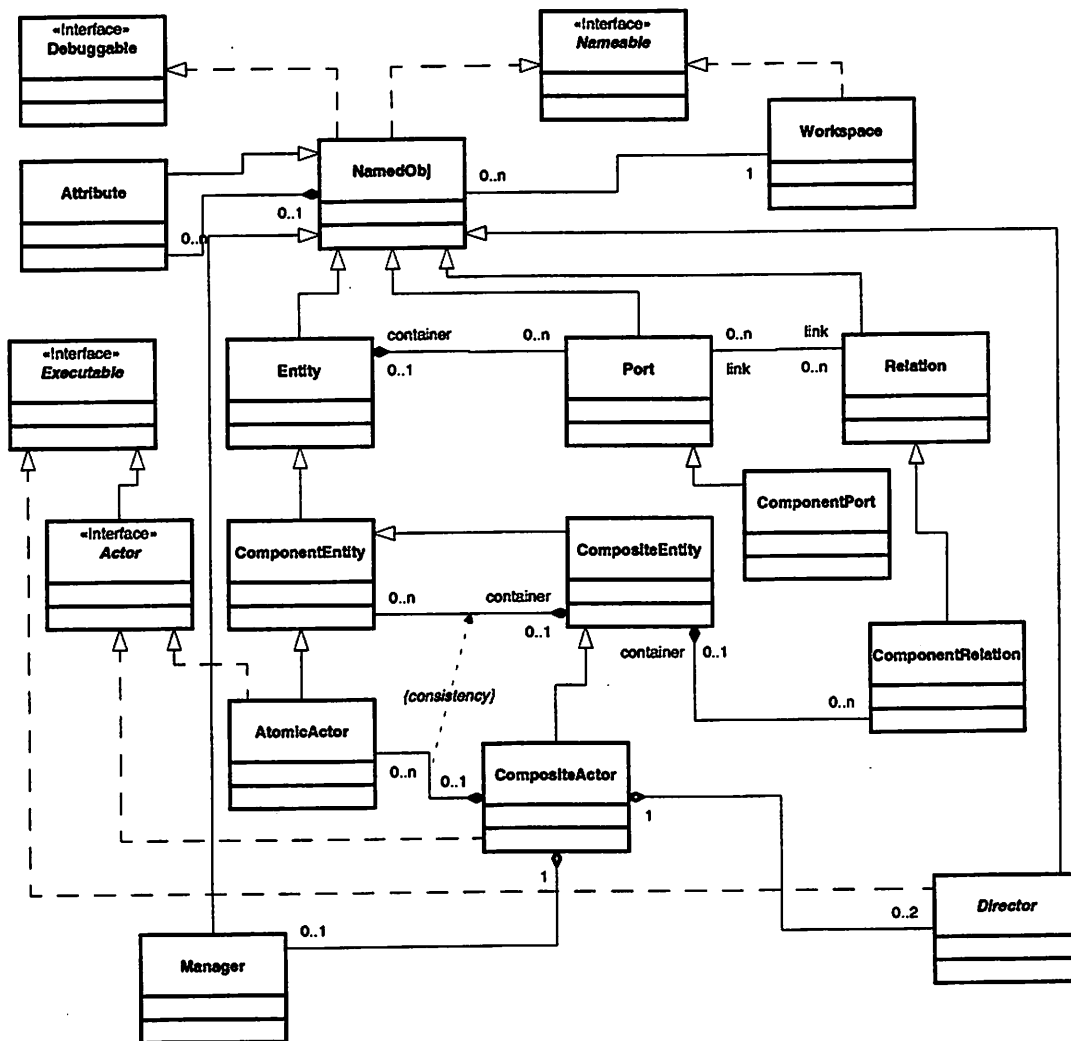 «Interface»
Debuggable
«Interface»
Nameable
Workspace
NamedObj
Attribute
0..n
1
0..1
0..n
«Interface»
Executable
Entity
container
0..1
0..n
Port
0..n
link
link
0..n
Relation
ComponentPort
«Interface»
Actor
ComponentEntity
CompositeEntity
0..n
container
0..1
container
0..1
ComponentRelation
0..n
{consistency}
AtomicActor
0..n
0..1
CompositeActor
1
1
0..2
Director
0..1
Manager